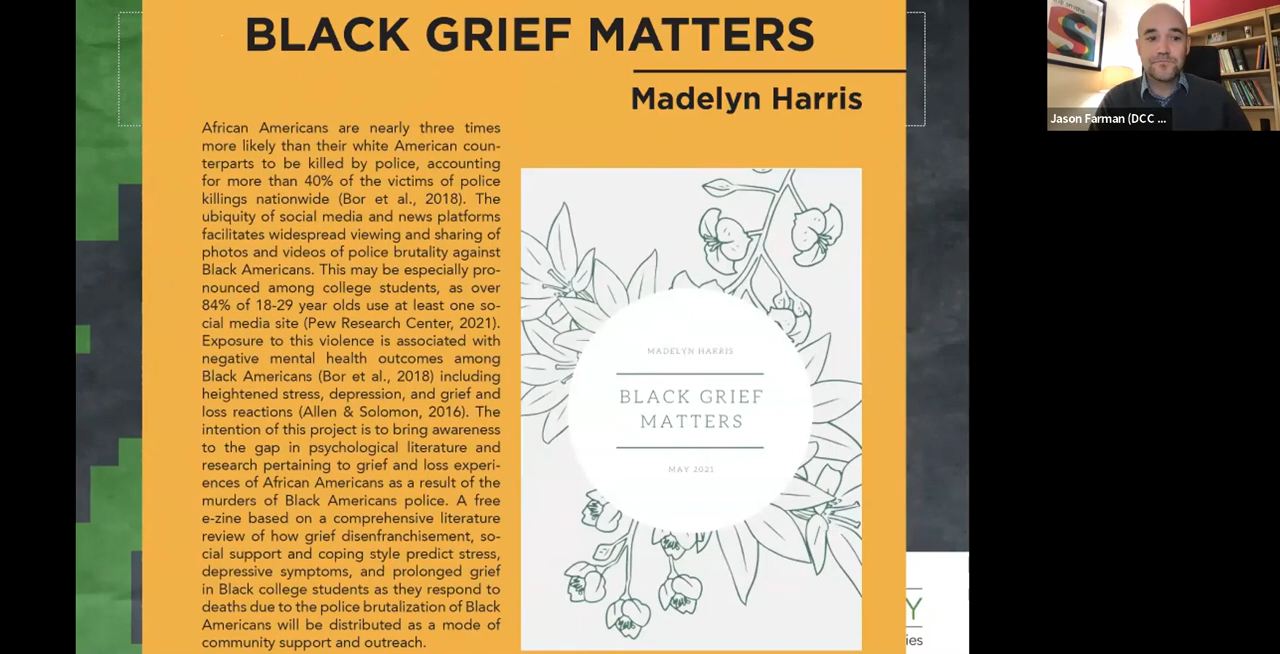 BLACK GRIEF MATTERS
Madelyn Harris
African Americans are nearly three times
more likely than their white American coun-
terparts to be killed by police, accounting
for more than 40% of the victims of police
killings nationwide (Bor et al., 2018). The
ubiquity of social media and news platforms
facilitates widespread viewing and sharing of
photos and videos of police brutality against
Black Americans. This may be especially pro-
nounced among college students, as over
84% of 18-29 year olds use at least one so-
cial media site (Pew Research Center, 2021).
Exposure to this violence is associated with
negative mental health outcomes among
Black Americans (Bor et al., 2018) including
heightened stress, depression, and grief and
loss reactions (Allen & Solomon, 2016). The
intention of this project is to bring awareness
to the gap in psychological literature and
research pertaining to grief and loss experi-
ences of African Americans as a result of the
murders of Black Americans police. A free
e-zine based on a comprehensive literature
review of how grief disenfranchisement, so-
cial support and coping style predict stress,
depressive symptoms, and prolonged grief
in Black college students as they respond to
deaths due to the police brutalization of Black
Americans will be distributed as a mode of
community support and outreach.
MADELYN HARRIS
BLACK GRIEF
MATTERS
MAY 2021
Y
ies
S
Jason Farman (DCC ...